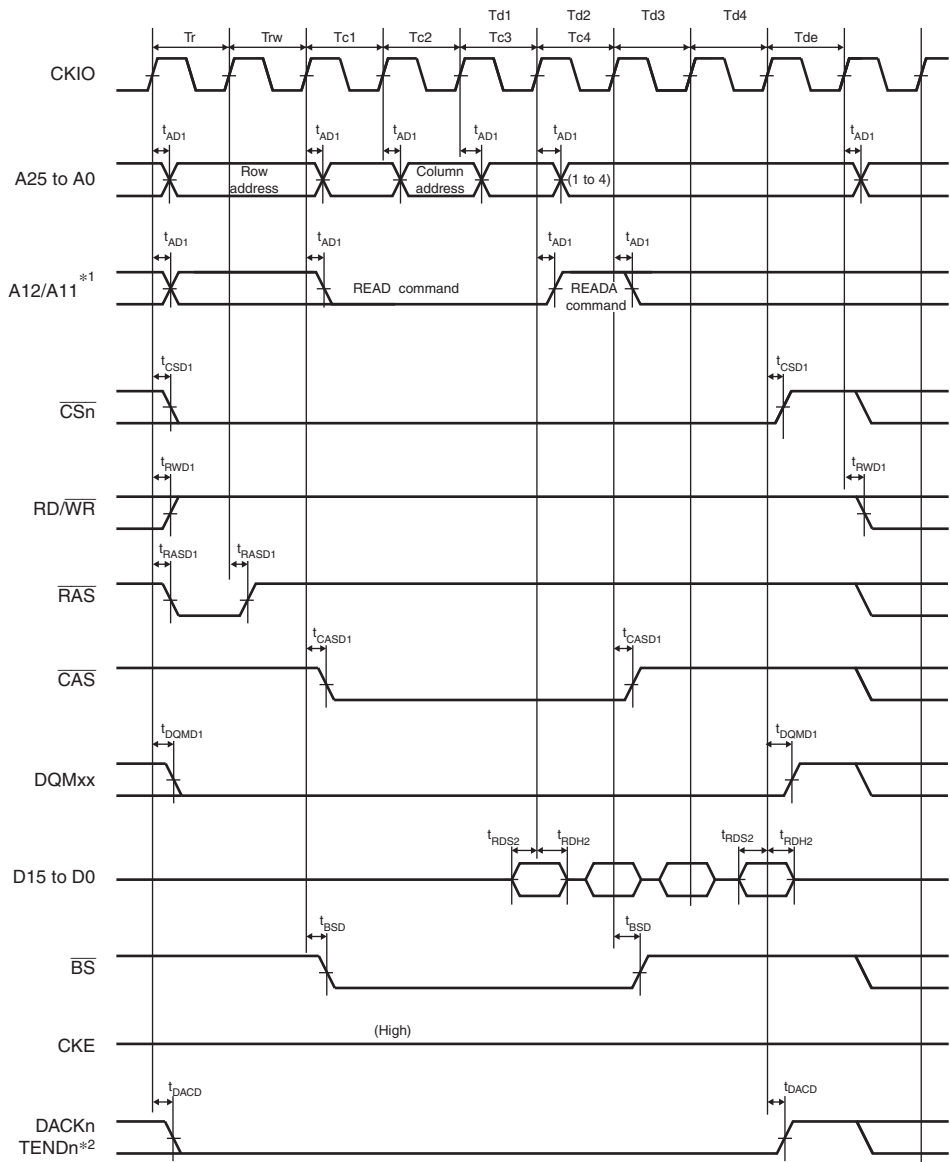 Td1 Td2 Td3 Td4
Tr Trw Tc1 Tc2 Tc3 Tc4 Tde
CKIO
tAD1 tAD1 tAD1 tAD1 tAD1 tAD1
A25 to A0
Row address
Column address
(1 to 4)
tAD1 tAD1 tAD1 tAD1
A12/A11 *1
READ command
READA command
tCSD1 tCSD1
CSn
tRWD1 tRWD1
RD/WR
tRASD1 tRASD1
RAS
tCASD1 tCASD1
CAS
tDQMD1 tDQMD1
DQMxx
tRDS2 tRDH2 tRDS2 tRDH2
D15 to D0
tBSD tBSD
BS
(High)
CKE
tDACD tDACD
DACKn
TENDn*2